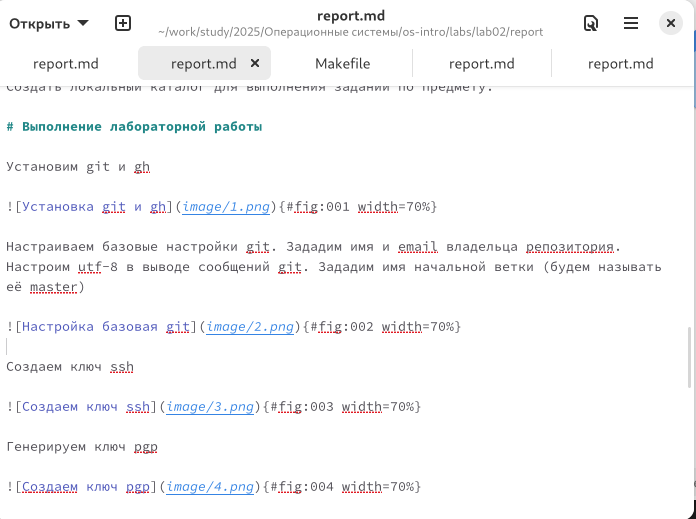 Открыть
report.md
~/work/study/2025/Операционные системы/os-intro/labs/lab02/report
report.md report.md Makefile report.md report.md
Создать локальный каталог для выполнения заданий по предмету.
# Выполнение лабораторной работы
Установим git и gh
![Установка git и gh](image/1.png){#fig:001 width=70%}
Настраиваем базовые настройки git. Зададим имя и email владельца репозитория.
Настроим utf-8 в выводе сообщений git. Зададим имя начальной ветки (будем называть
её master)
![Настройка базовая git](image/2.png){#fig:002 width=70%}
Создаем ключ ssh
![Создаем ключ ssh](image/3.png){#fig:003 width=70%}
Генерируем ключ pgp
![Создаем ключ pgp](image/4.png){#fig:004 width=70%}